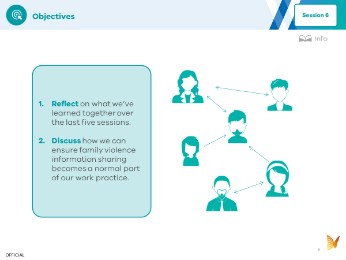 Objectives
Session 6
Info
1. Reflect on what we've
learned together over
the last five sessions.
2. Discuss how we can
ensure family violence
information sharing
becomes a normal part
of our work practice.
OFFICIAL